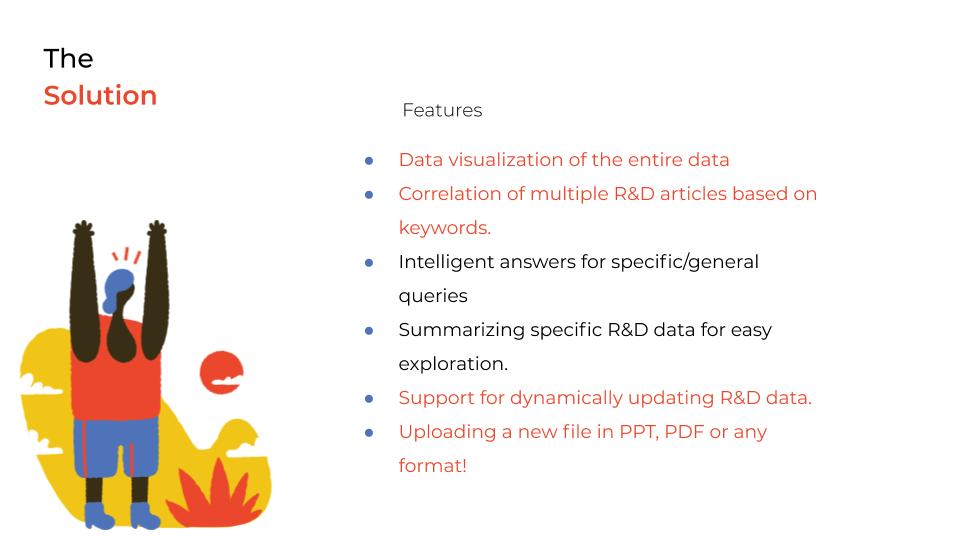 The
Solution
Features
● Data visualization of the entire data
● Correlation of multiple R&D articles based on
keywords.
● Intelligent answers for specific/general
queries
● Summarizing specific R&D data for easy
exploration.
● Support for dynamically updating R&D data.
● Uploading a new file in PPT, PDF or any
format!